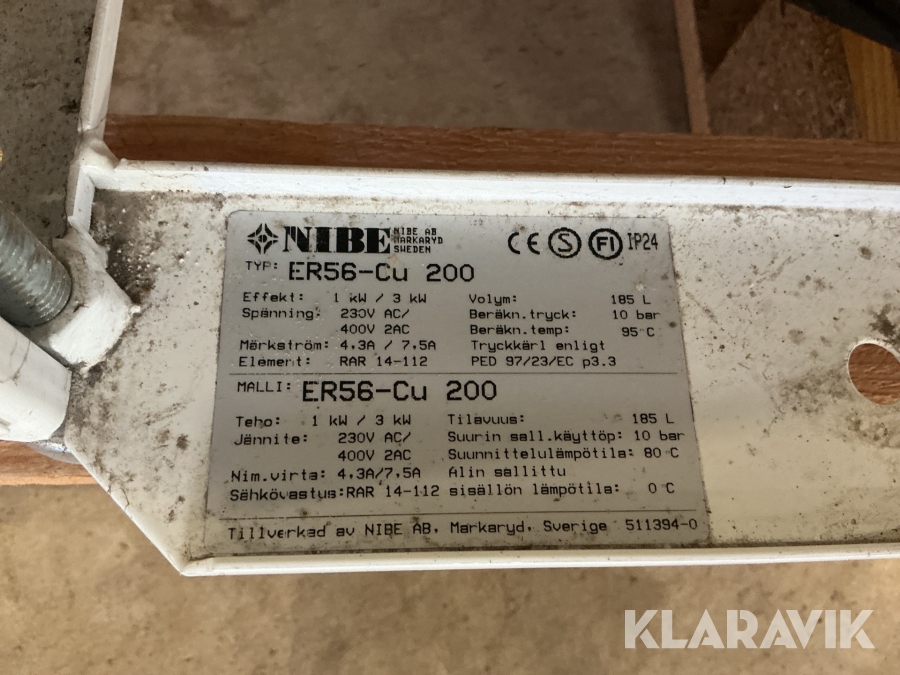 NIBE NIBE AB
MARKARYD
SWEDEN
CE S FI IP24
TYP: ER56-Cu 200
Effekt: 1 kW / 3 kW Volym: 185 L
Spänning: 230V AC/ Beräkn.tryck: 10 bar
400V 2AC Beräkn.temp: 95°C
Märkström: 4.3A / 7.5A Tryckkärl enligt
Element: RAR 14-112 PED 97/23/EC p3.3
MALLI: ER56-Cu 200
Teho: 1 kW / 3 kW Tilavuus: 185 L
Jännite: 230V AC/ Suurin sall.käyttöp: 10 bar
400V 2AC Suunnittelulämpötila: 80°C
Nim.virta: 4.3A/7.5A Alin sallittu
Sähkövastus:RAR 14-112 sisällön lämpötila: 0°C
Tillverkad av NIBE AB, Markaryd, Sverige 511394-0
KLARAVIK